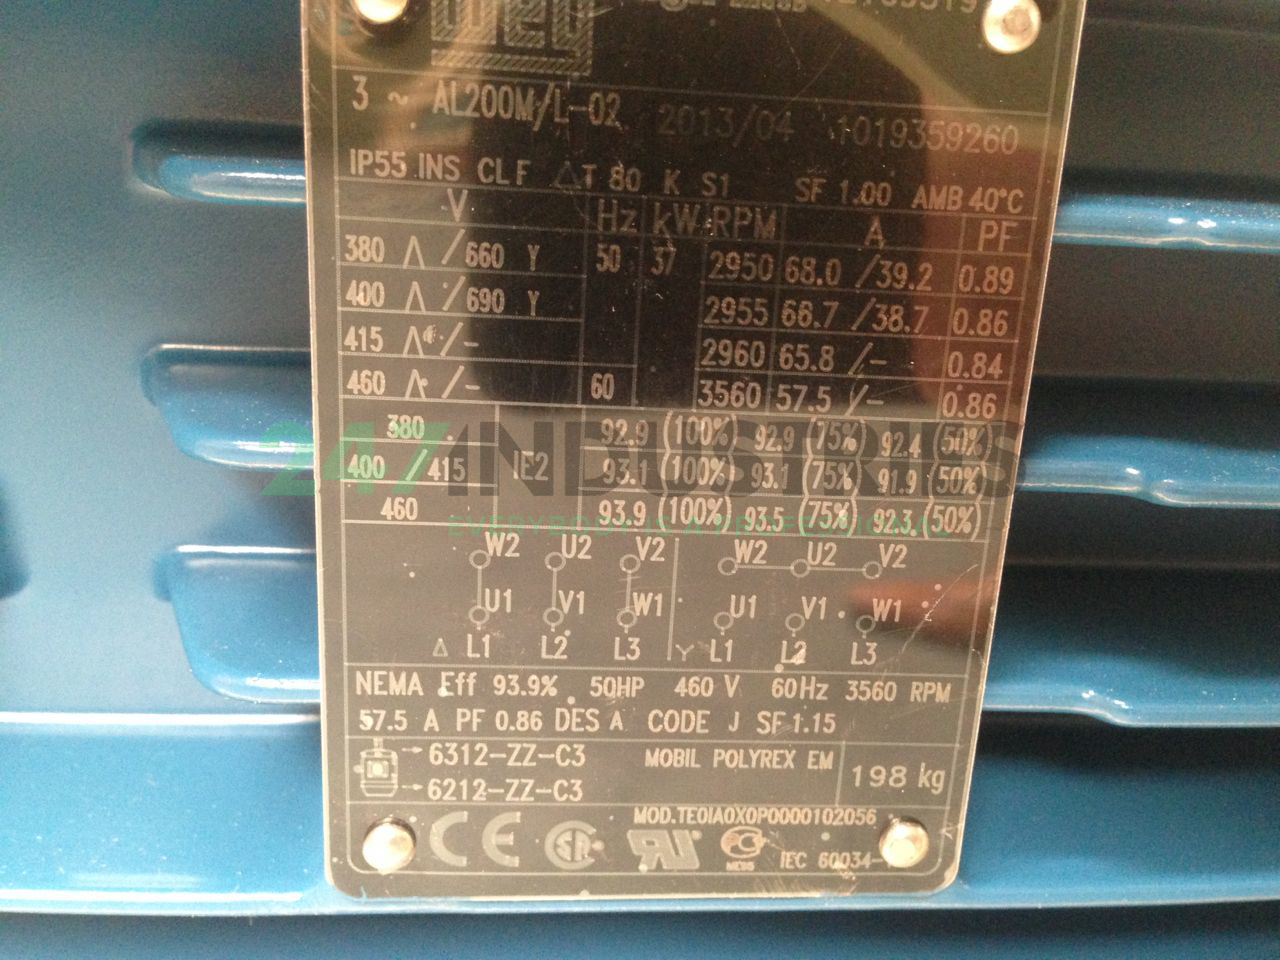 weg
3 ~ AL200M/L-02 2013/04 1019359260
IP55 INS CL F △T 80 K S1 SF 1.00 AMB 40°C
V Hz kW RPM A PF
380 △ / 660 Y 50 37 2950 68.0 / 39.2 0.89
400 △ / 690 Y 2955 66.7 / 38.7 0.86
415 △ / - 2960 65.8 / - 0.84
460 △ / - 60 3560 57.5 / - 0.86
380 92.9 (100%) 92.9 (75%) 92.4 (50%)
400 / 415 IE2 93.1 (100%) 93.1 (75%) 91.9 (50%)
460 93.9 (100%) 93.5 (75%) 92.3 (50%)
247 INDUSTRIES
W2 U2 V2 W2 U2 V2
U1 V1 W1 U1 V1 W1
△ L1 L2 L3 Y L1 L2 L3
NEMA Eff 93.9% 50HP 460 V 60Hz 3560 RPM
57.5 A PF 0.86 DES A CODE J SF 1.15
6312-ZZ-C3 MOBIL POLYREX EM 198 kg
6212-ZZ-C3
MOD.TE0IA0X0P0000102056
CE CE IEC 60034-